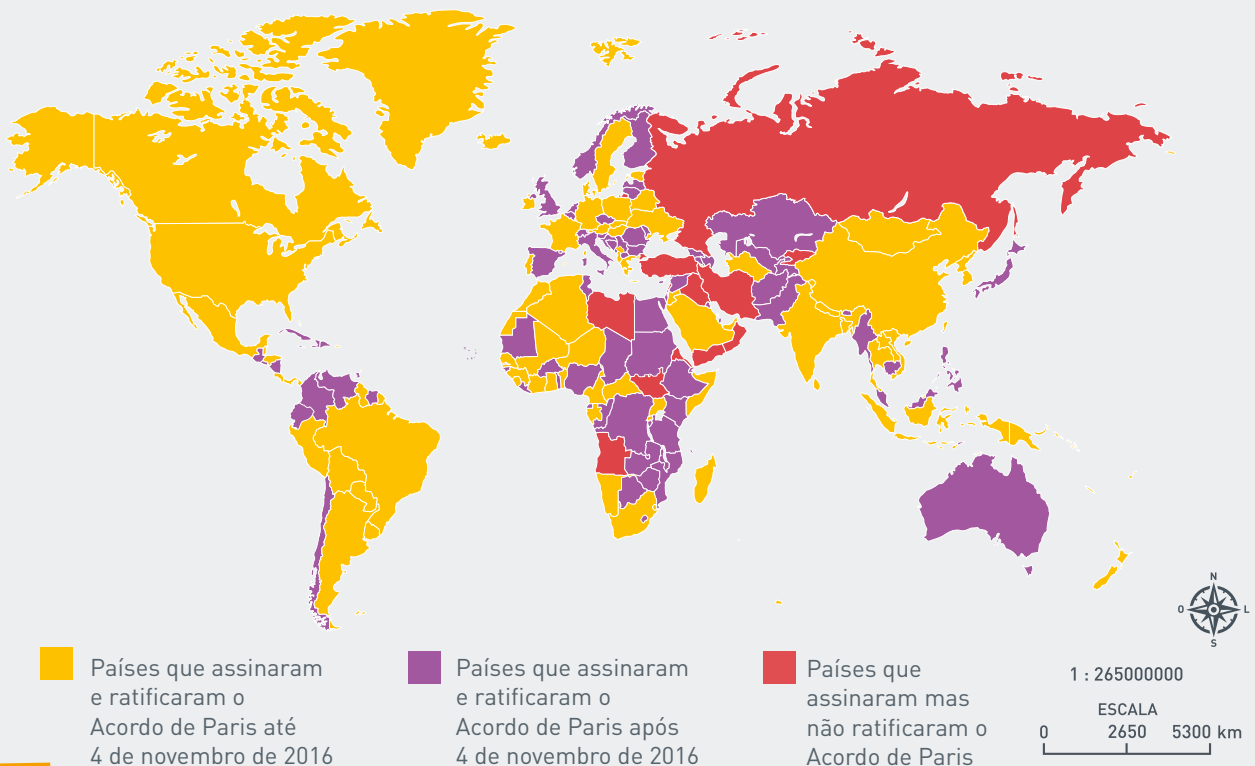 N
O
L
S
Países que assinaram
e ratificaram o
Acordo de Paris até
4 de novembro de 2016
Países que assinaram
e ratificaram o
Acordo de Paris após
4 de novembro de 2016
Países que
assinaram mas
não ratificaram o
Acordo de Paris
1 : 265000000
ESCALA
0 2650 5300 km